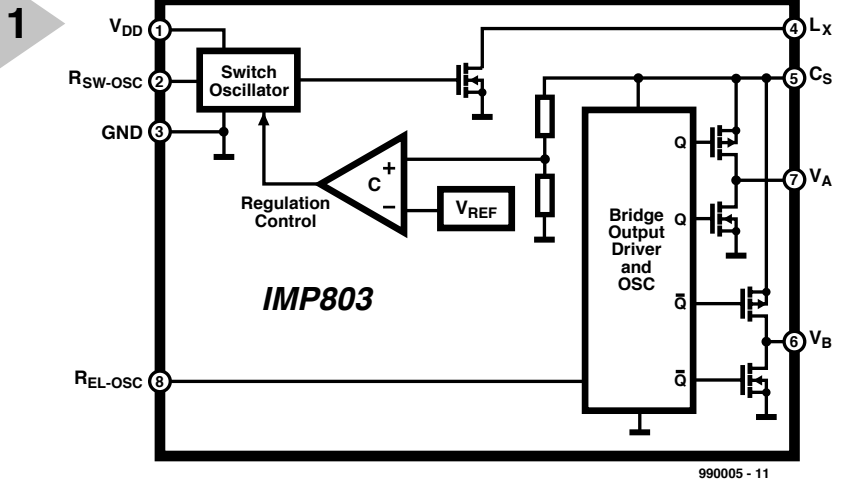 1
VDD 1
RSW-OSC 2
GND 3
Switch
Oscillator
4 LX
5 CS
Q
7 VA
C
+
−
VREF
Regulation
Control
Q
Bridge
Output
Driver
and
OSC
IMP803
Q̅
6 VB
REL-OSC 8
Q̅
990005 - 11